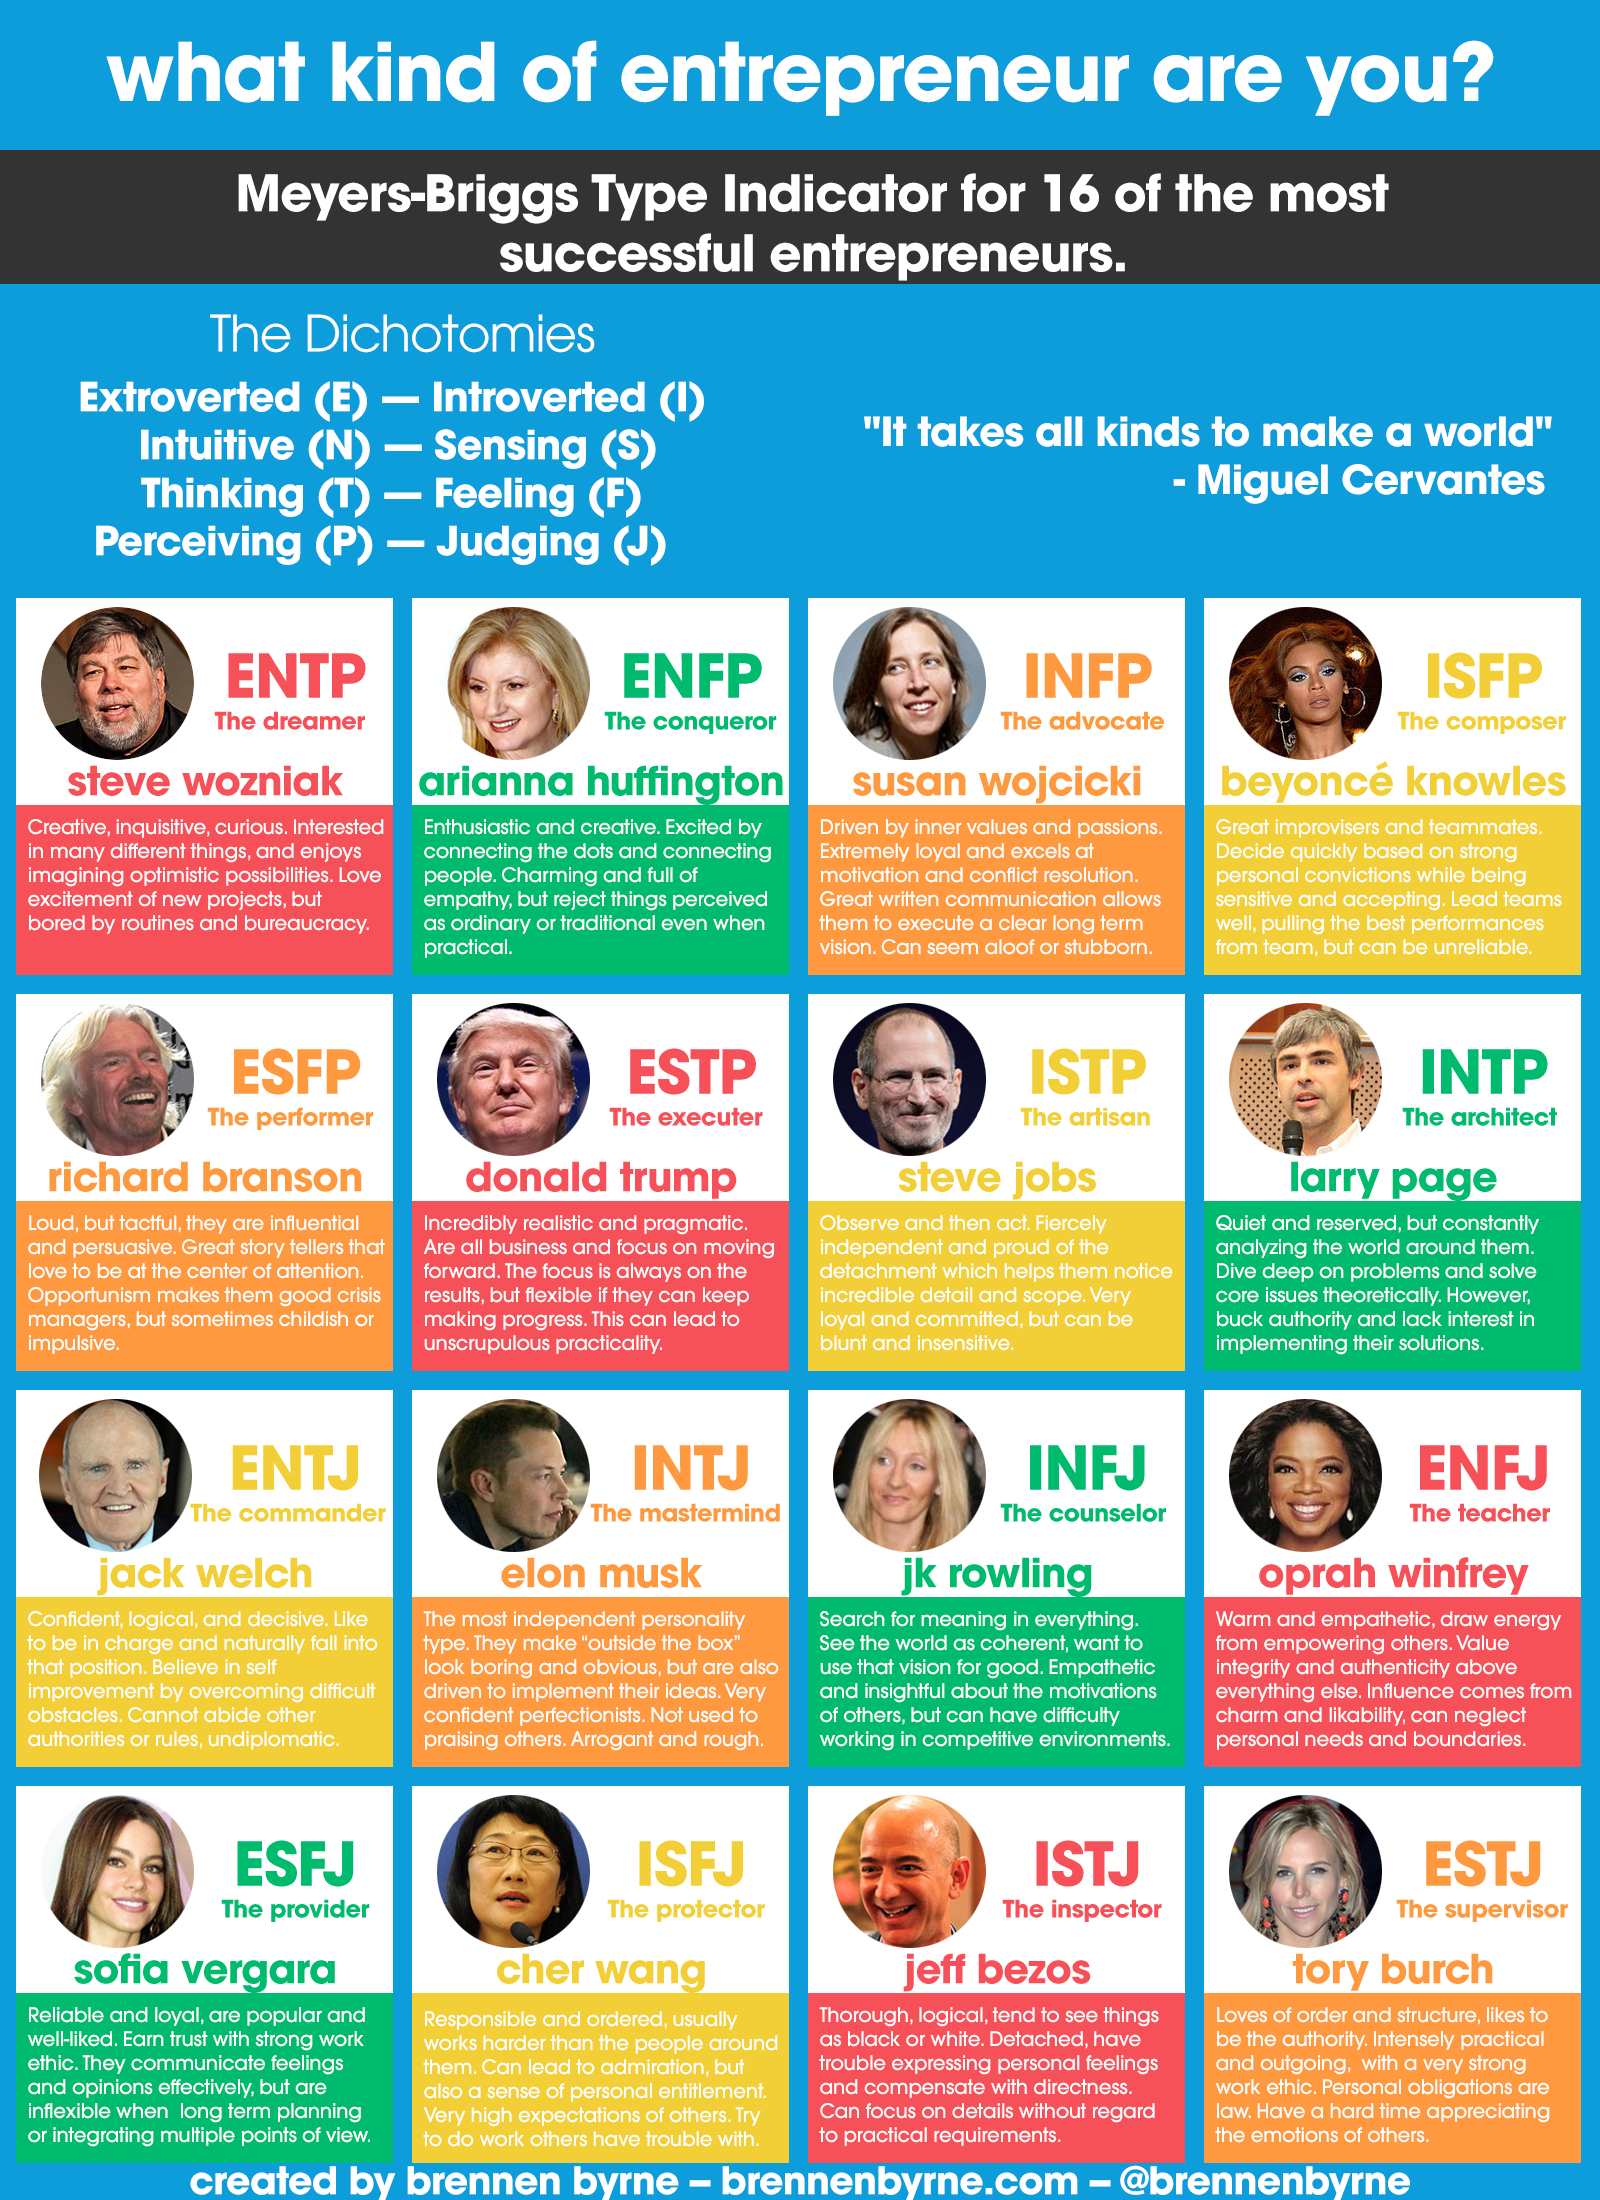 what kind of entrepreneur are you?
Meyers-Briggs Type Indicator for 16 of the most
successful entrepreneurs.
The Dichotomies
Extroverted (E) — Introverted (I)
Intuitive (N) — Sensing (S)
Thinking (T) — Feeling (F)
Perceiving (P) — Judging (J)
"It takes all kinds to make a world"
- Miguel Cervantes
ENTP
The dreamer
steve wozniak
Creative, inquisitive, curious. Interested
in many different things, and enjoys
imagining optimistic possibilities. Love
excitement of new projects, but
bored by routines and bureaucracy.
ENFP
The conqueror
arianna huffington
Enthusiastic and creative. Excited by
connecting the dots and connecting
people. Charming and full of
empathy, but reject things perceived
as ordinary or traditional even when
practical.
INFP
The advocate
susan wojcicki
Driven by inner values and passions.
Extremely loyal and excels at
motivation and conflict resolution.
Great written communication allows
them to execute a clear long term
vision. Can seem aloof or stubborn.
ISFP
The composer
beyoncé knowles
Great improvisers and teammates.
Decide quickly based on strong
personal convictions while being
sensitive and accepting. Lead teams
well, pulling the best performances
from team, but can be unreliable.
ESFP
The performer
richard branson
Loud, but tactful, they are influential
and persuasive. Great story tellers that
love to be at the center of attention.
Opportunism makes them good crisis
managers, but sometimes childish or
impulsive.
ESTP
The executer
donald trump
Incredibly realistic and pragmatic.
Are all business and focus on moving
forward. The focus is always on the
results, but flexible if they can keep
making progress. This can lead to
unscrupulous practicality.
ISTP
The artisan
steve jobs
Observe and then act. Fiercely
independent and proud of the
detachment which helps them notice
incredible detail and scope. Very
loyal and committed, but can be
blunt and insensitive.
INTP
The architect
larry page
Quiet and reserved, but constantly
analyzing the world around them.
Dive deep on problems and solve
core issues theoretically. However,
buck authority and lack interest in
implementing their solutions.
ENTJ
The commander
jack welch
Confident, logical, and decisive. Like
to be in charge and naturally fall into
that position. Believe in self
improvement by overcoming difficult
obstacles. Cannot abide other
authorities or rules, undiplomatic.
INTJ
The mastermind
elon musk
The most independent personality
type. They make “outside the box”
look boring and obvious, but are also
driven to implement their ideas. Very
confident perfectionists. Not used to
praising others. Arrogant and rough.
INFJ
The counselor
jk rowling
Search for meaning in everything.
See the world as coherent, want to
use that vision for good. Empathetic
and insightful about the motivations
of others, but can have difficulty
working in competitive environments.
ENFJ
The teacher
oprah winfrey
Warm and empathetic, draw energy
from empowering others. Value
integrity and authenticity above
everything else. Influence comes from
charm and likability, can neglect
personal needs and boundaries.
ESFJ
The provider
sofia vergara
Reliable and loyal, are popular and
well-liked. Earn trust with strong work
ethic. They communicate feelings
and opinions effectively, but are
inflexible when  long term planning
or integrating multiple points of view.
ISFJ
The protector
cher wang
Responsible and ordered, usually
works harder than the people around
them. Can lead to admiration, but
also a sense of personal entitlement.
Very high expectations of others. Try
to do work others have trouble with.
ISTJ
The inspector
jeff bezos
Thorough, logical, tend to see things
as black or white. Detached, have
trouble expressing personal feelings
and compensate with directness.
Can focus on details without regard
to practical requirements.
ESTJ
The supervisor
tory burch
Loves of order and structure, likes to
be the authority. Intensely practical
and outgoing,  with a very strong
work ethic. Personal obligations are
law. Have a hard time appreciating
the emotions of others.
created by brennen byrne – brennenbyrne.com – @brennenbyrne